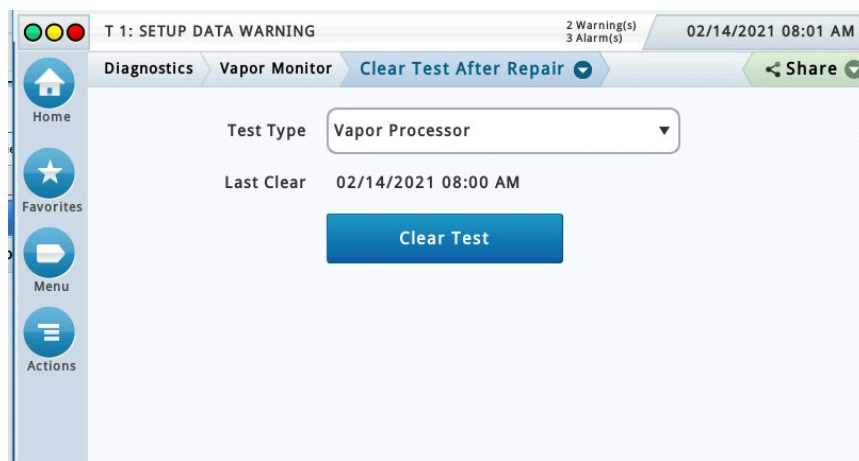 T 1: SETUP DATA WARNING
2 Warning(s)
3 Alarm(s)
02/14/2021 08:01 AM
Diagnostics Vapor Monitor Clear Test After Repair
Share
Home
Test Type Vapor Processor
Last Clear 02/14/2021 08:00 AM
Favorites
Clear Test
Menu
Actions